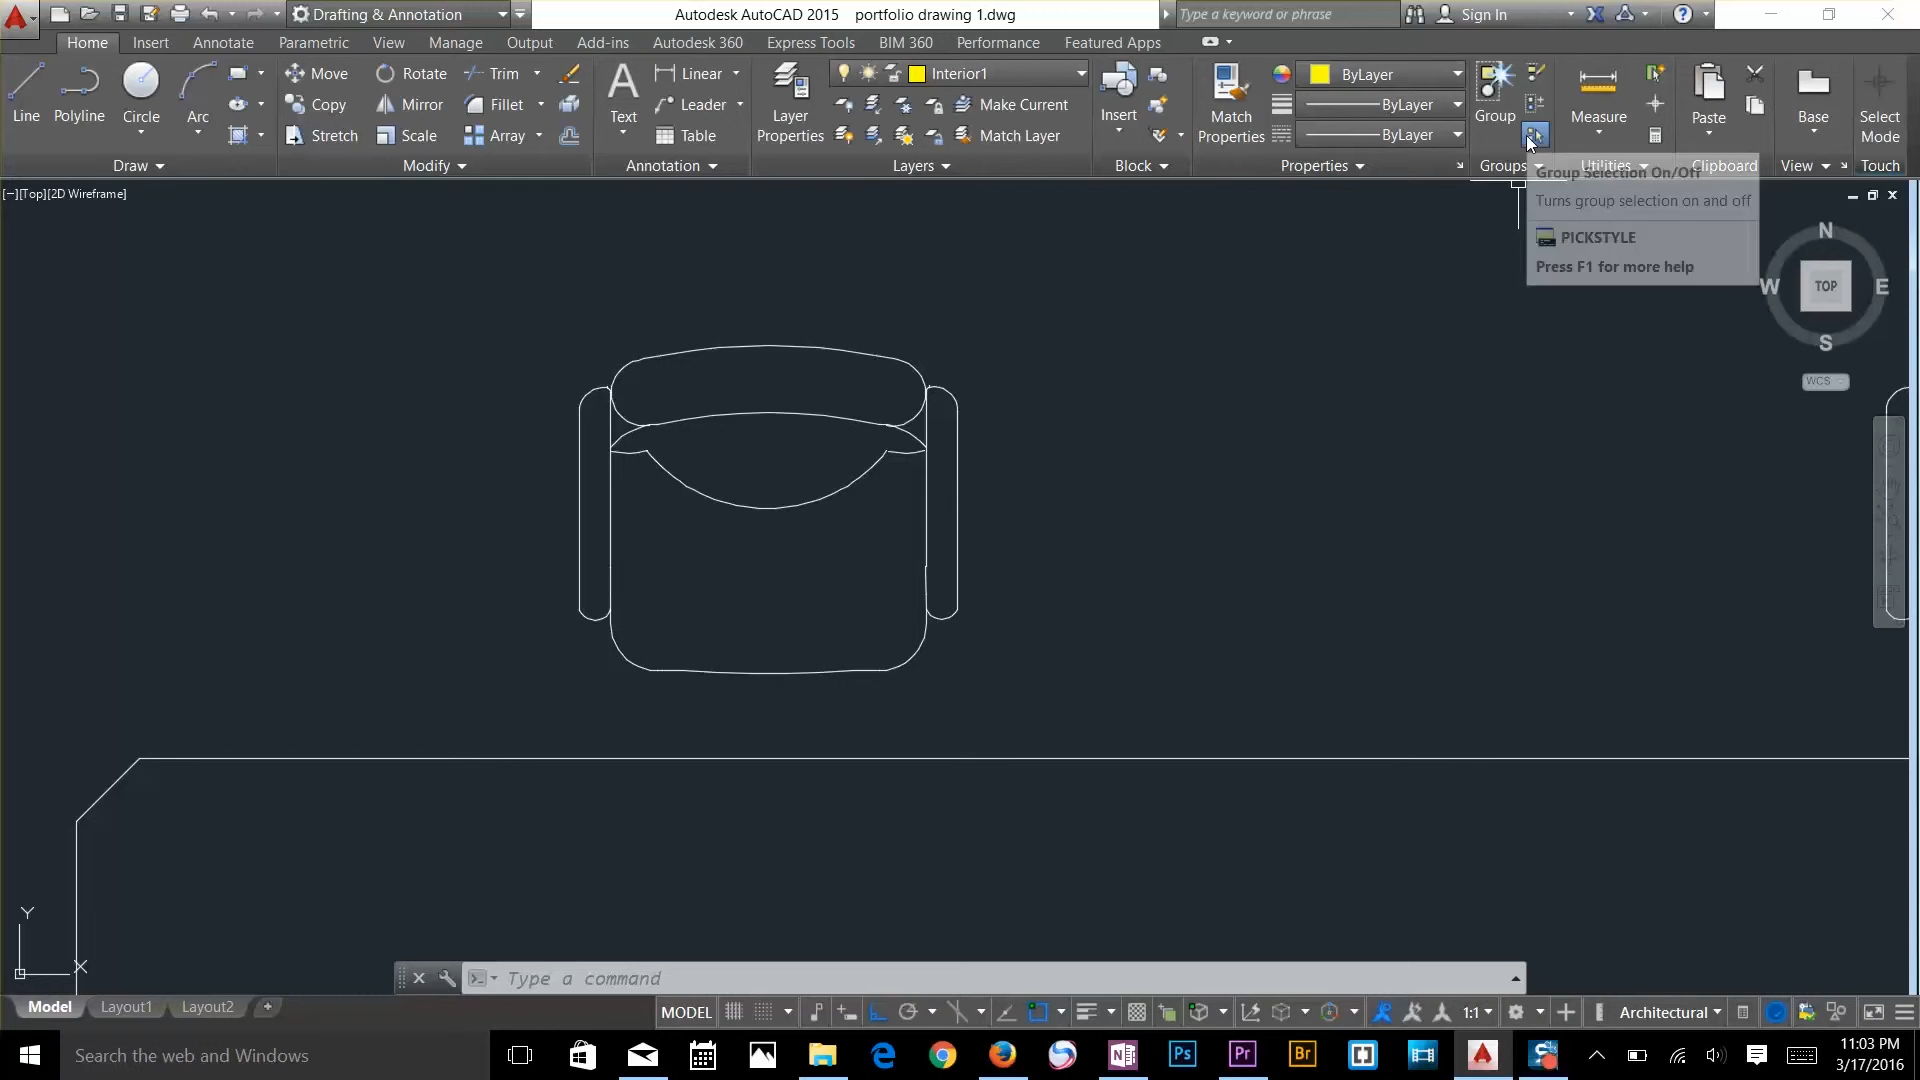 Drafting & Annotation
Autodesk AutoCAD 2015 portfolio drawing 1.dwg
Type a keyword or phrase
Sign In
Home Insert Annotate Parametric View Manage Output Add-ins Autodesk 360 Express Tools BIM 360 Performance Featured Apps
Line Polyline Circle Arc
Move Rotate Trim
Copy Mirror Fillet
Stretch Scale Array
Text
Linear
Leader
Table
Layer
Properties
Interior1
Make Current
Match Layer
Insert
Match
Properties
ByLayer
ByLayer
ByLayer
Group
Measure
Paste
Base
Select
Mode
Draw Modify Annotation Layers Block Properties Groups Utilities Clipboard View Touch
[−][Top][2D Wireframe]
Group Selection On/Off
Turns group selection on and off
PICKSTYLE
Press F1 for more help
N
W TOP E
S
WCS
Y
X
Type a command
Model Layout1 Layout2
MODEL
1:1
Architectural
Search the web and Windows
Ps Pr Br
11:03 PM
3/17/2016